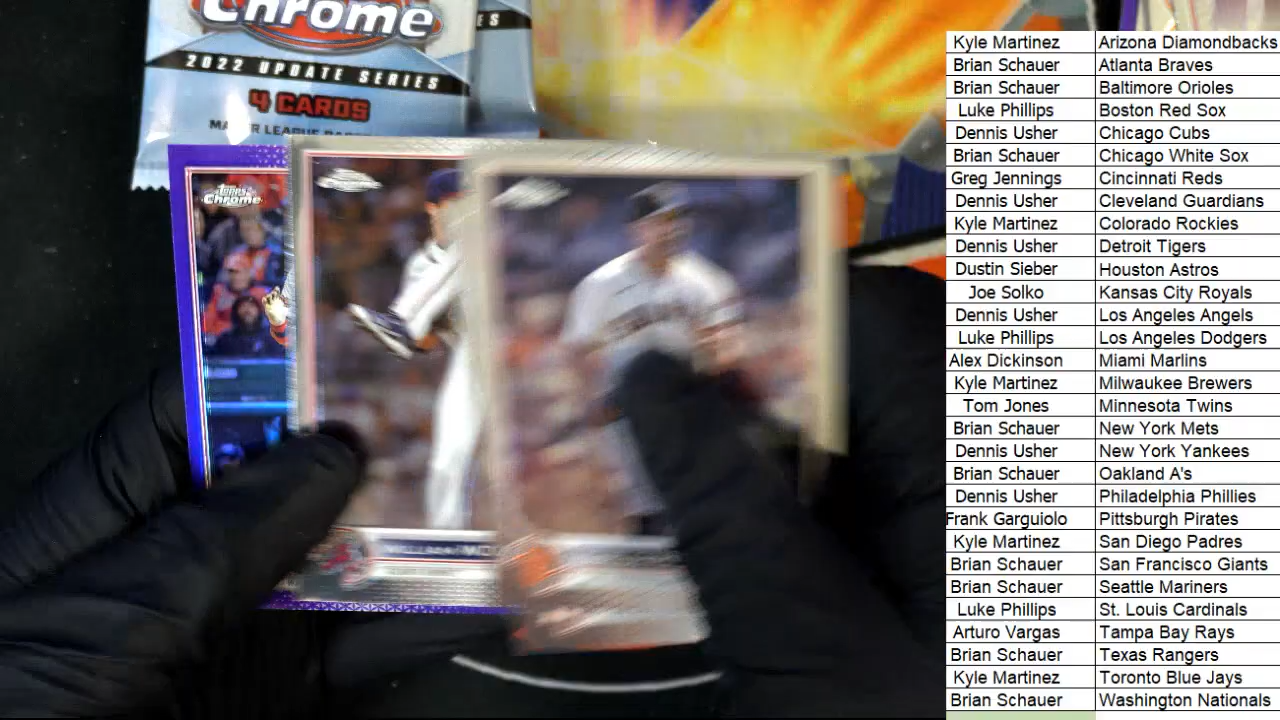 Chrome
ES
2022 UPDATE SERIES
4 CARDS
Topps
Chrome
Kyle Martinez Arizona Diamondbacks
Brian Schauer Atlanta Braves
Brian Schauer Baltimore Orioles
Luke Phillips Boston Red Sox
Dennis Usher Chicago Cubs
Brian Schauer Chicago White Sox
Greg Jennings Cincinnati Reds
Dennis Usher Cleveland Guardians
Kyle Martinez Colorado Rockies
Dennis Usher Detroit Tigers
Dustin Sieber Houston Astros
Joe Solko Kansas City Royals
Dennis Usher Los Angeles Angels
Luke Phillips Los Angeles Dodgers
Alex Dickinson Miami Marlins
Kyle Martinez Milwaukee Brewers
Tom Jones Minnesota Twins
Brian Schauer New York Mets
Dennis Usher New York Yankees
Brian Schauer Oakland A's
Dennis Usher Philadelphia Phillies
Frank Garguiolo Pittsburgh Pirates
Kyle Martinez San Diego Padres
Brian Schauer San Francisco Giants
Brian Schauer Seattle Mariners
Luke Phillips St. Louis Cardinals
Arturo Vargas Tampa Bay Rays
Brian Schauer Texas Rangers
Kyle Martinez Toronto Blue Jays
Brian Schauer Washington Nationals